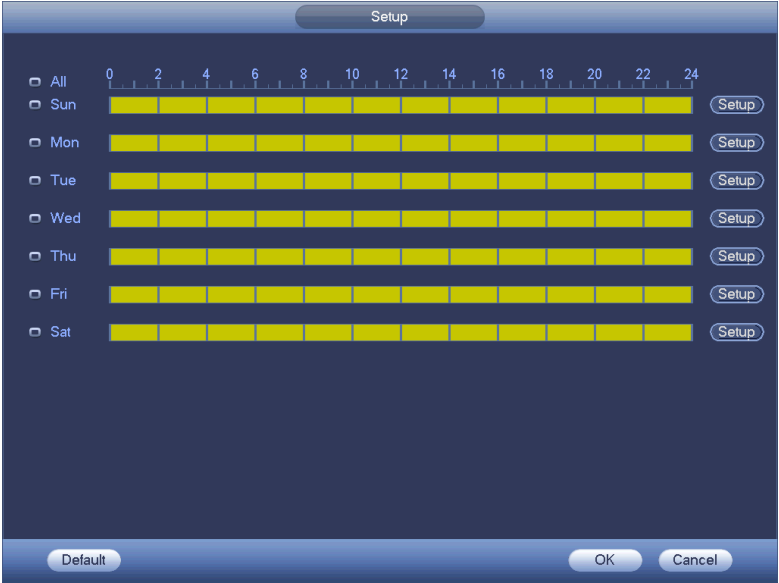 Setup
All 0 2 4 6 8 10 12 14 16 18 20 22 24
Sun Setup
Mon Setup
Tue Setup
Wed Setup
Thu Setup
Fri Setup
Sat Setup
Default OK Cancel